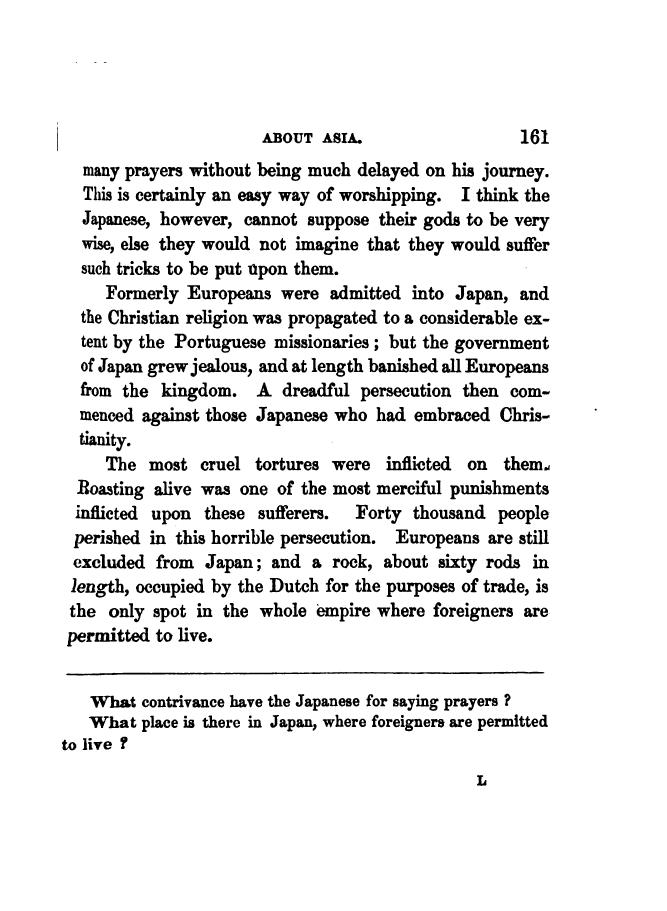 ABOUT ASIA. 161
many prayers without being much delayed on his journey.
This is certainly an easy way of worshipping. I think the
Japanese, however, cannot suppose their gods to be very
wise, else they would not imagine that they would suffer
such tricks to be put upon them.
Formerly Europeans were admitted into Japan, and
the Christian religion was propagated to a considerable ex-
tent by the Portuguese missionaries; but the government
of Japan grew jealous, and at length banished all Europeans
from the kingdom. A dreadful persecution then com-
menced against those Japanese who had embraced Chris-
tianity.
The most cruel tortures were inflicted on them.
Roasting alive was one of the most merciful punishments
inflicted upon these sufferers. Forty thousand people
perished in this horrible persecution. Europeans are still
excluded from Japan; and a rock, about sixty rods in
length, occupied by the Dutch for the purposes of trade, is
the only spot in the whole empire where foreigners are
permitted to live.
What contrivance have the Japanese for saying prayers?
What place is there in Japan, where foreigners are permitted
to live?
L